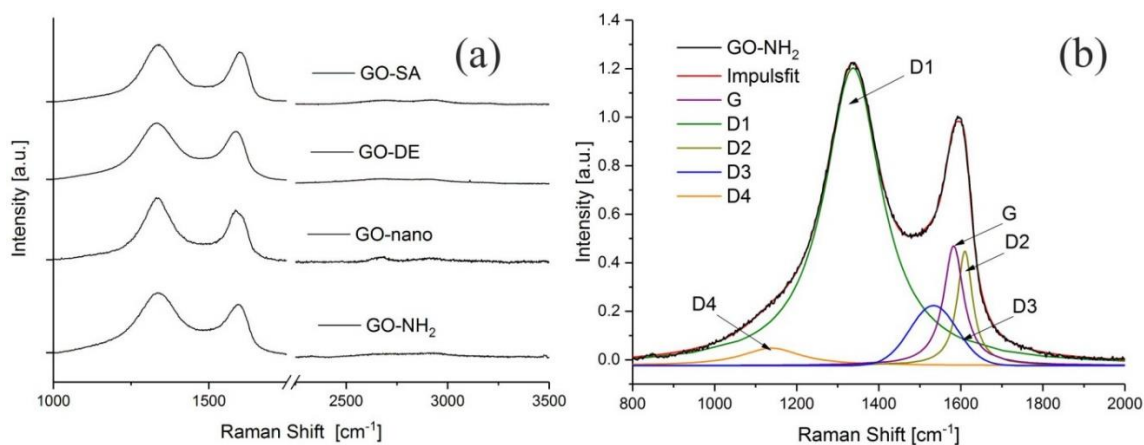 (a)
GO-SA
GO-DE
GO-nano
GO-NH₂
Intensity [a.u.]
1000
1500
2500
3000
3500
Raman Shift [cm⁻¹]
(b)
GO-NH₂
Impulsfit
G
D1
D2
D3
D4
D1
G
D2
D3
D4
Intensity [a.u.]
1.4
1.2
1.0
0.8
0.6
0.4
0.2
0.0
800
1000
1200
1400
1600
1800
2000
Raman Shift [cm⁻¹]